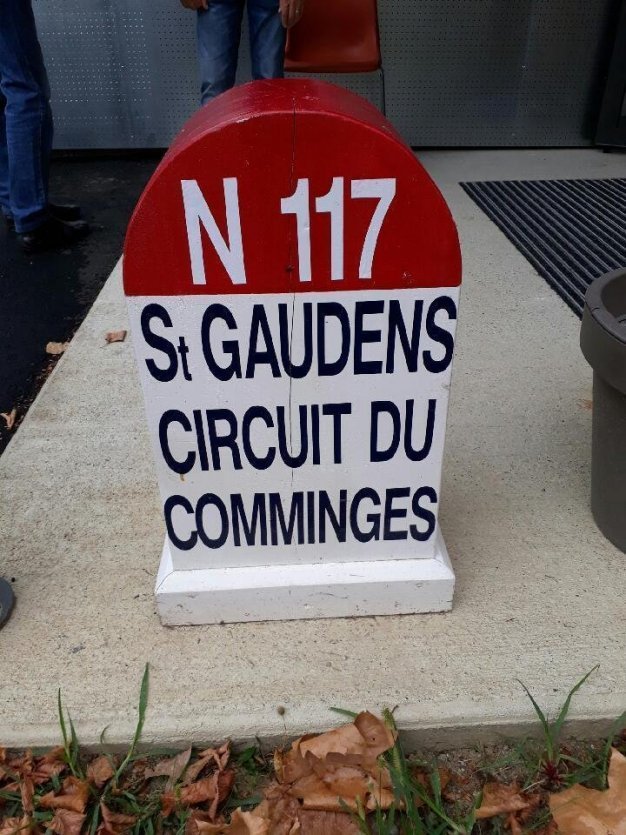 N 117
St GAUDENS
CIRCUIT DU
COMMINGES